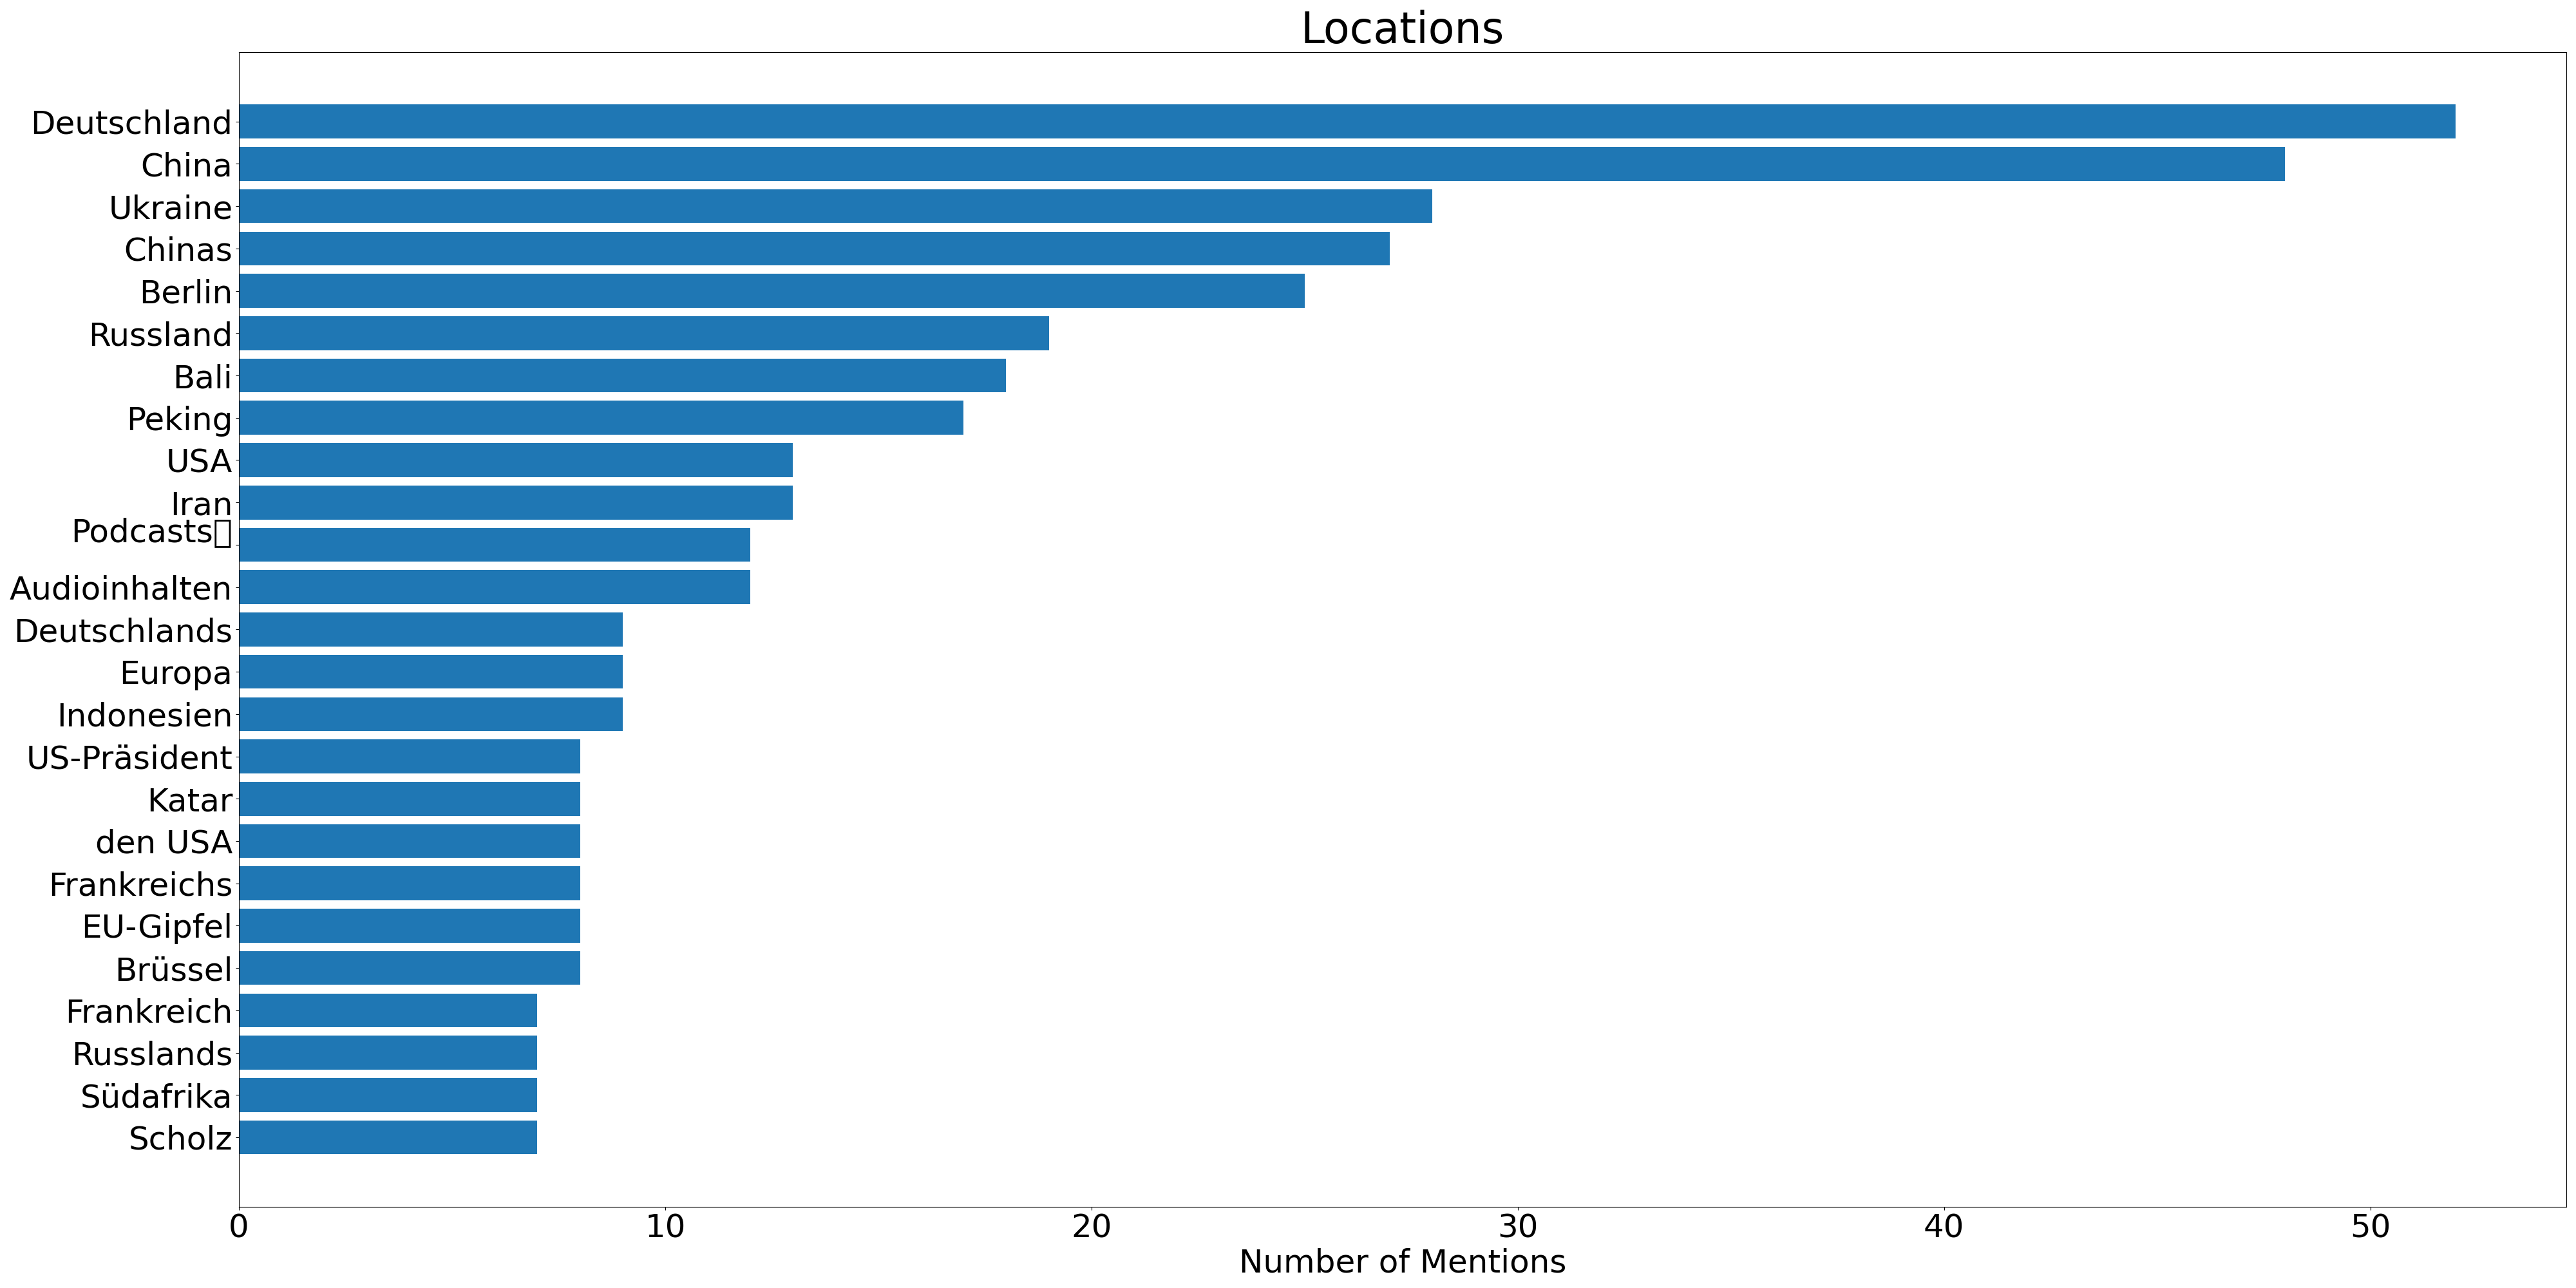 Locations
Deutschland
China
Ukraine
Chinas
Berlin
Russland
Bali
Peking
USA
Iran
Podcasts
Audioinhalten
Deutschlands
Europa
Indonesien
US-Präsident
Katar
den USA
Frankreichs
EU-Gipfel
Brüssel
Frankreich
Russlands
Südafrika
Scholz
0 10 20 30 40 50
Number of Mentions